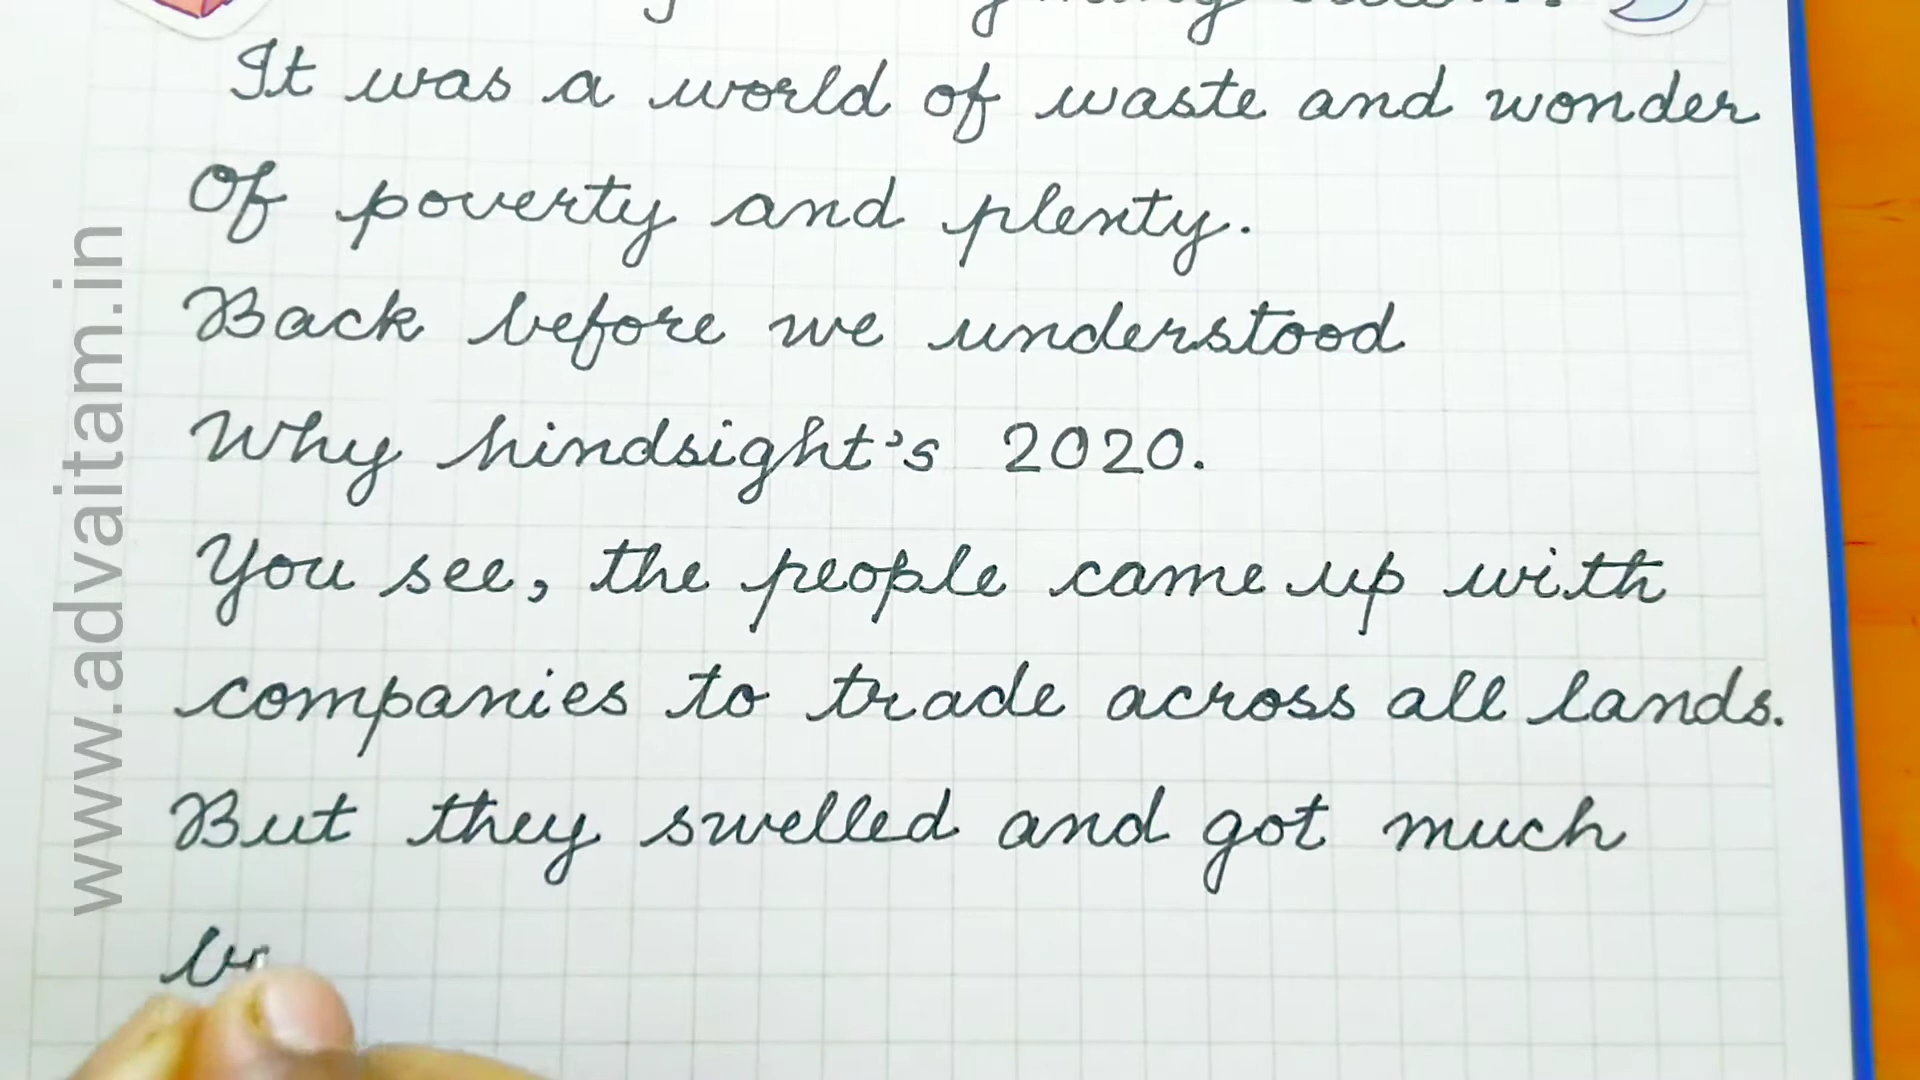 It was a world of waste and wonder
Of poverty and plenty.
Back before we understood
Why hindsight's 2020.
You see, the people came up with
companies to trade across all lands.
But they swelled and got much
www.advaitam.in